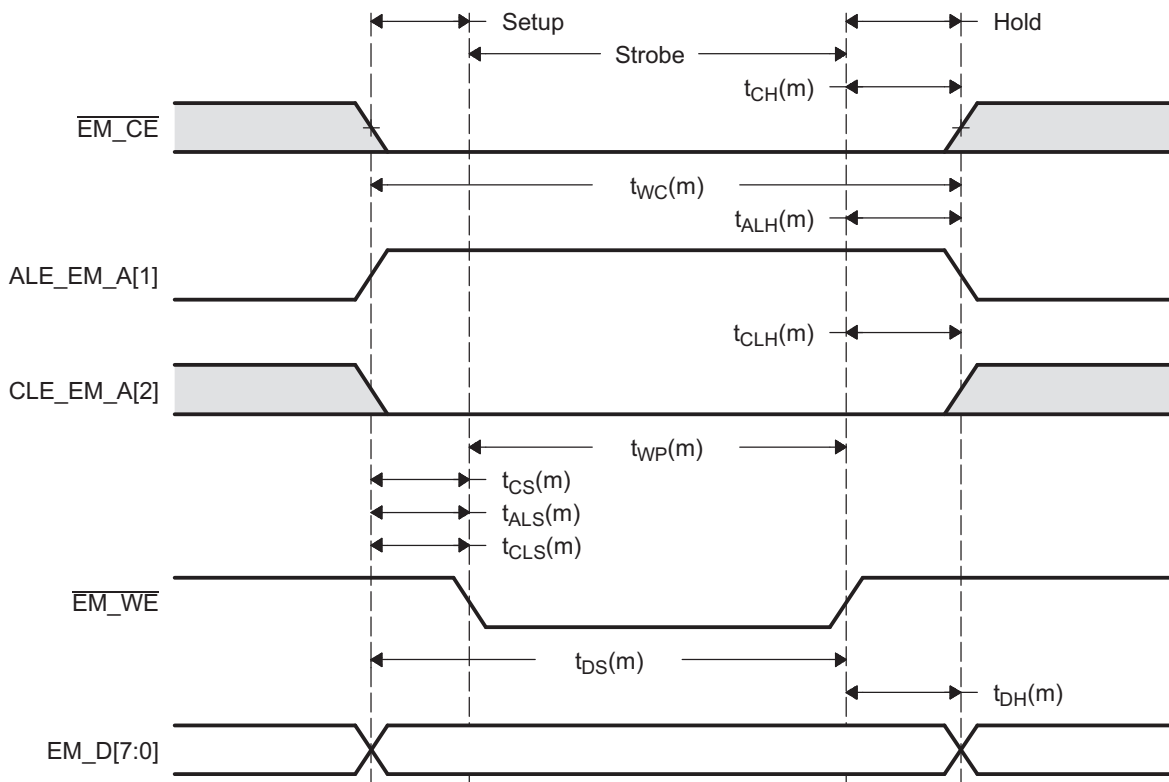 Setup
Hold
Strobe
t_CH(m)
EM_CE
t_WC(m)
t_ALH(m)
ALE_EM_A[1]
t_CLH(m)
CLE_EM_A[2]
t_WP(m)
t_CS(m)
t_ALS(m)
t_CLS(m)
EM_WE
t_DS(m)
t_DH(m)
EM_D[7:0]